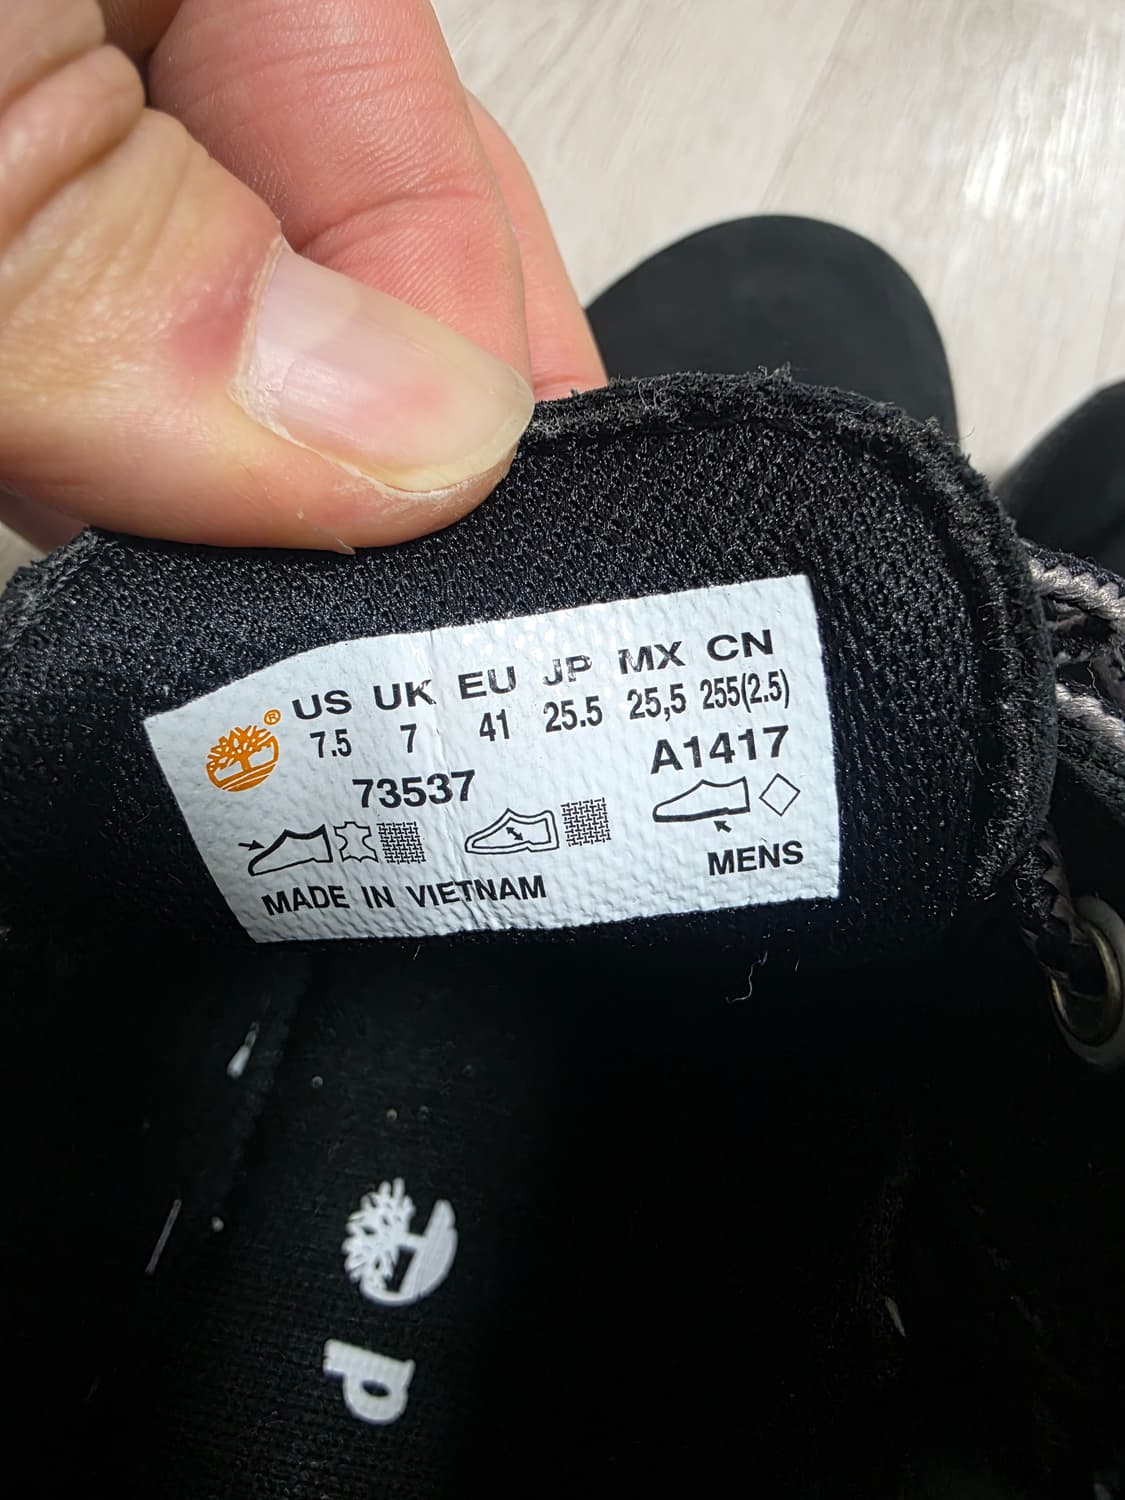 US UK EU JP MX CN
7.5 7 41 25.5 25,5 255(2.5)
73537 A1417
MADE IN VIETNAM MENS
P